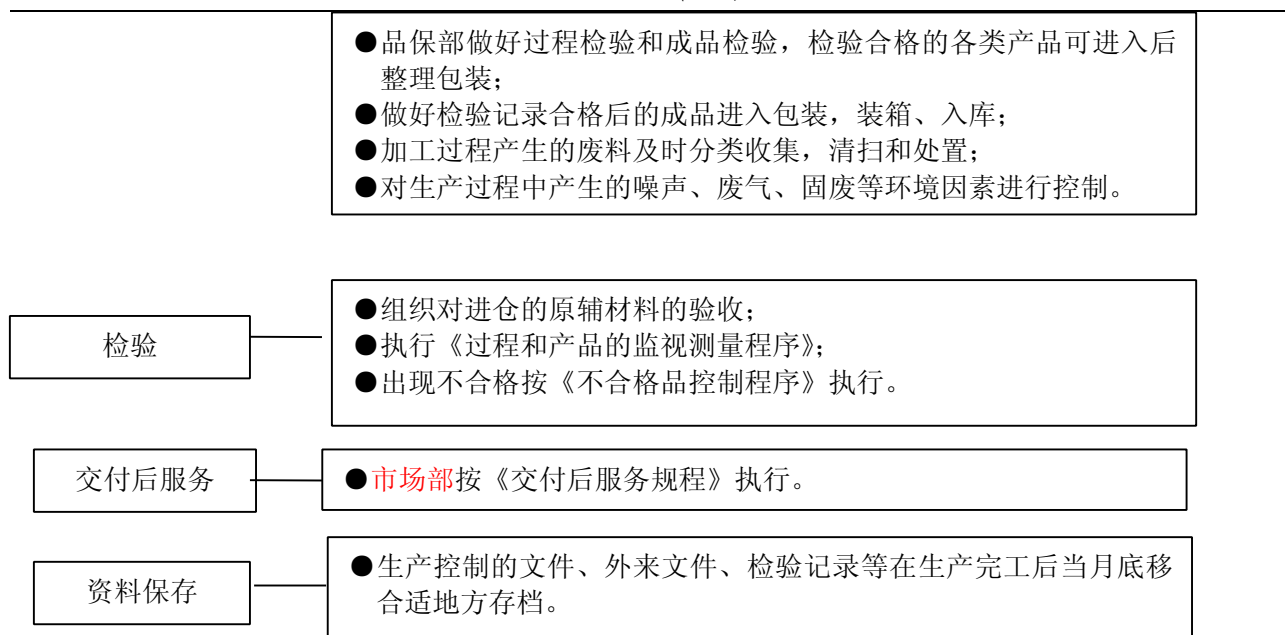 ●品保部做好过程检验和成品检验，检验合格的各类产品可进入后
整理包装；
●做好检验记录合格后的成品进入包装，装箱、入库；
●加工过程产生的废料及时分类收集，清扫和处置；
●对生产过程中产生的噪声、废气、固废等环境因素进行控制。
●组织对进仓的原辅材料的验收；
检验
●执行《过程和产品的监视测量程序》；
●出现不合格按《不合格品控制程序》执行。
交付后服务
●市场部按《交付后服务规程》执行。
资料保存
●生产控制的文件、外来文件、检验记录等在生产完工后当月底移
合适地方存档。